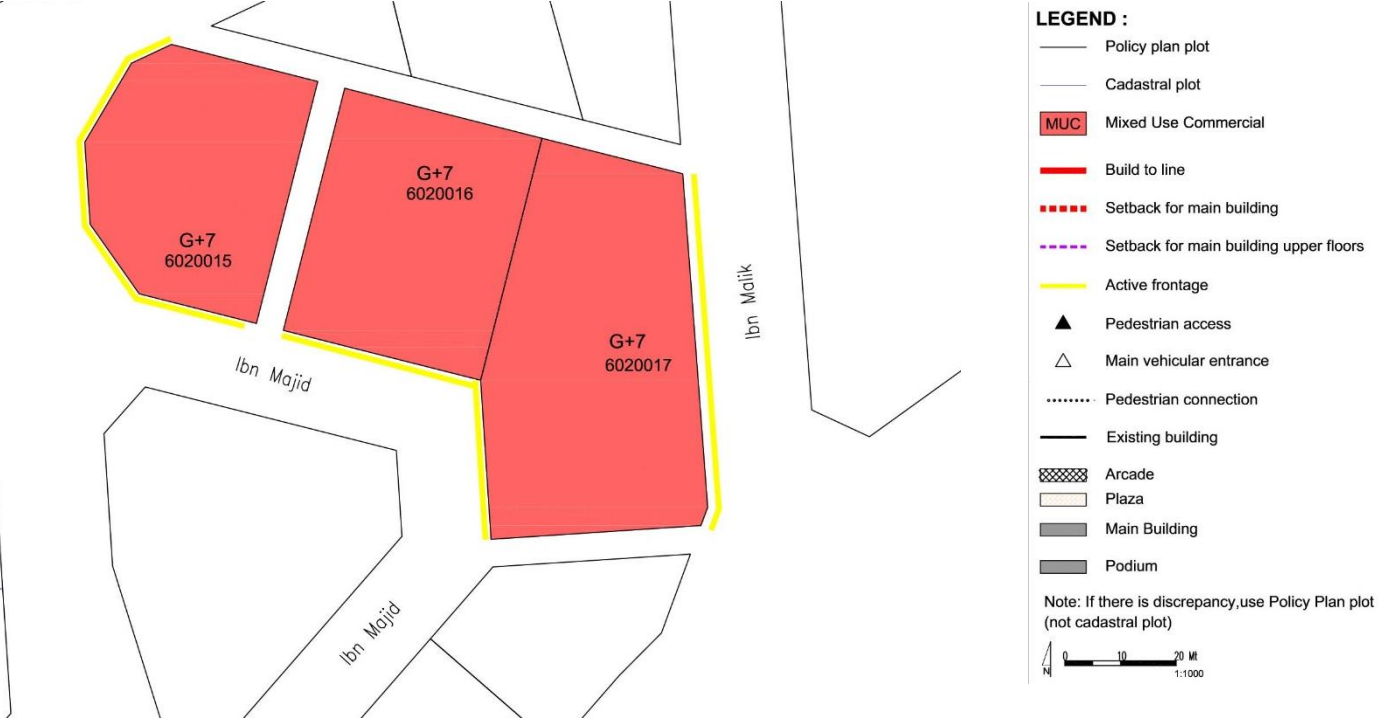 G+7
6020015
G+7
6020016
G+7
6020017
Ibn Malik
Ibn Majid
Ibn Majid
LEGEND :
Policy plan plot
Cadastral plot
MUC Mixed Use Commercial
Build to line
Setback for main building
Setback for main building upper floors
Active frontage
Pedestrian access
Main vehicular entrance
Pedestrian connection
Existing building
Arcade
Plaza
Main Building
Podium
Note: If there is discrepancy,use Policy Plan plot
(not cadastral plot)
N 0 10 20 Mt
1:1000